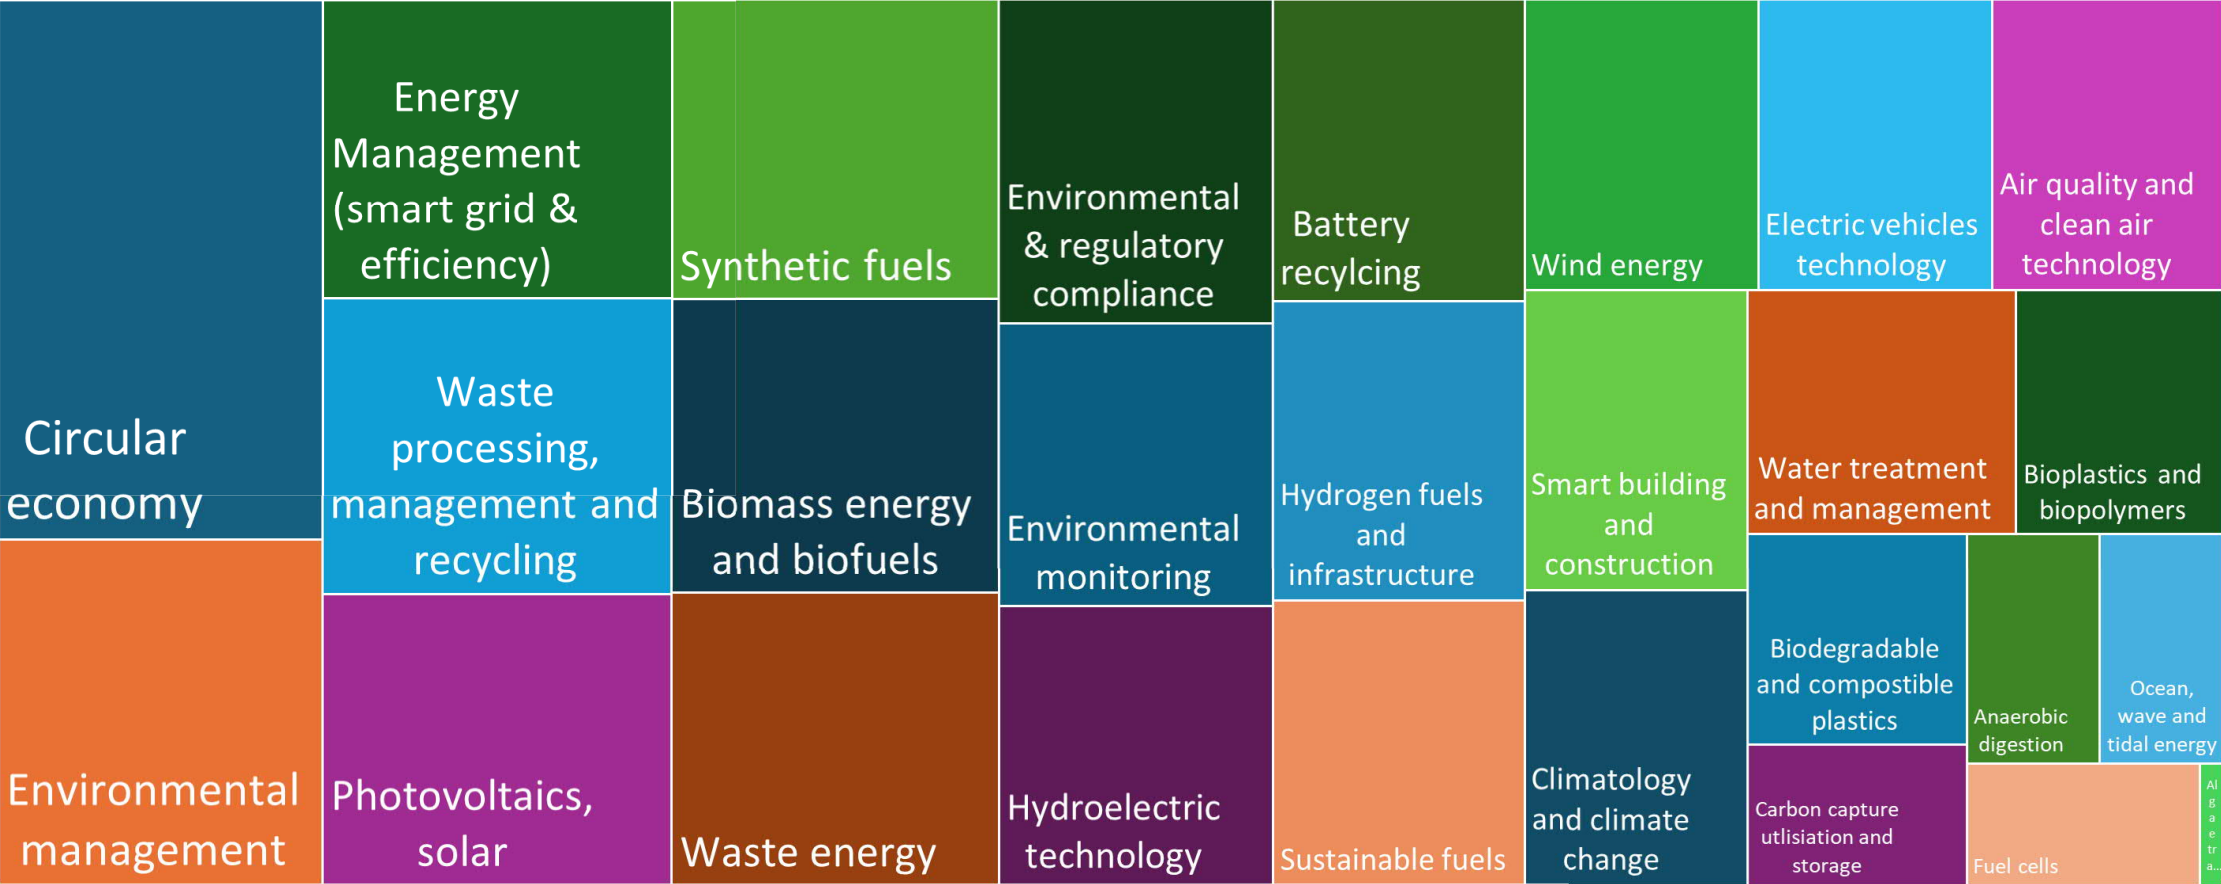 Circular
economy
Environmental
management
Energy
Management
(smart grid &
efficiency)
Waste
processing,
management and
recycling
Photovoltaics,
solar
Synthetic fuels
Biomass energy
and biofuels
Waste energy
Environmental
& regulatory
compliance
Environmental
monitoring
Hydroelectric
technology
Battery
recylcing
Hydrogen fuels
and
infrastructure
Sustainable fuels
Wind energy
Electric vehicles
technology
Air quality and
clean air
technology
Smart building
and
construction
Climatology
and climate
change
Water treatment
and management
Bioplastics and
biopolymers
Biodegradable
and compostible
plastics
Carbon capture
utlisiation and
storage
Anaerobic
digestion
Ocean,
wave and
tidal energy
Fuel cells
Al
g
a
e
tr
a...